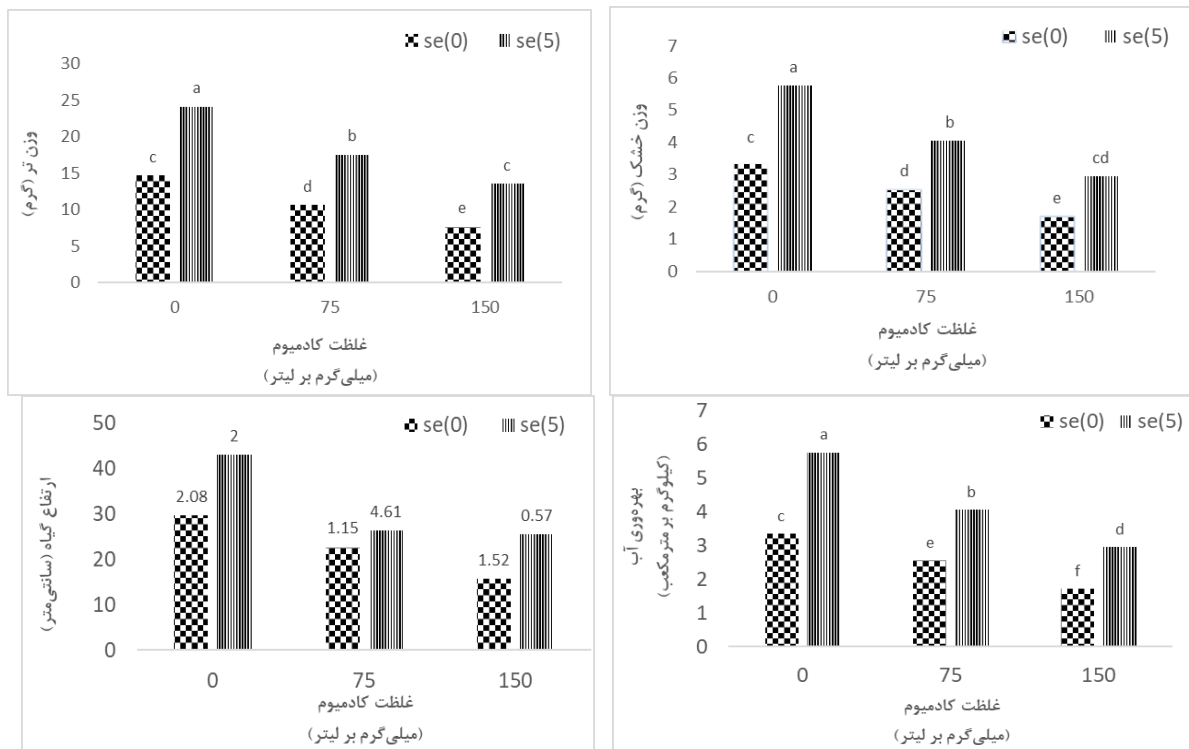 se(0) se(5)
30
25
20
15
10
5
0
وزن تر (گرم)
c a
d b
e c
0 75 150
غلظت کادمیوم
(میلی‌گرم بر لیتر)
se(0) se(5)
7
6
5
4
3
2
1
0
وزن خشک (گرم)
c a
d b
e cd
0 75 150
غلظت کادمیوم
(میلی‌گرم بر لیتر)
se(0) se(5)
50
40
30
20
10
0
ارتفاع گیاه (سانتی‌متر)
2.08 2
1.15 4.61
1.52 0.57
0 75 150
غلظت کادمیوم
(میلی‌گرم بر لیتر)
se(0) se(5)
7
6
5
4
3
2
1
0
بهره‌وری آب
(کیلوگرم بر مترمکعب)
c a
e b
f d
0 75 150
غلظت کادمیوم
(میلی‌گرم بر لیتر)